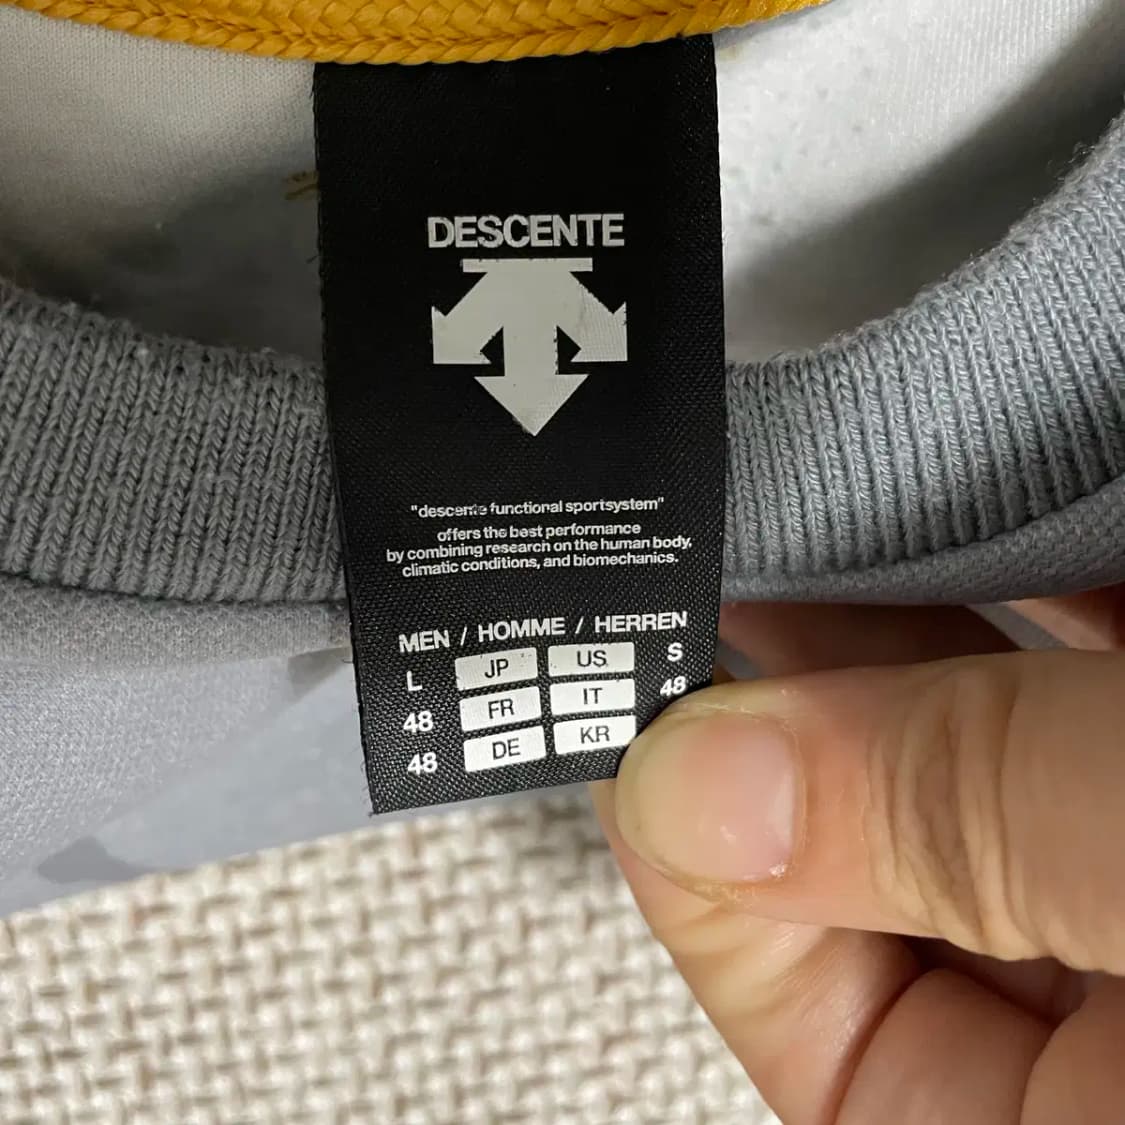 DESCENTE
"descente functional sportsystem"
offers the best performance
by combining research on the human body,
climatic conditions, and biomechanics.
MEN / HOMME / HERREN
L JP US S
48 FR IT 48
48 DE KR